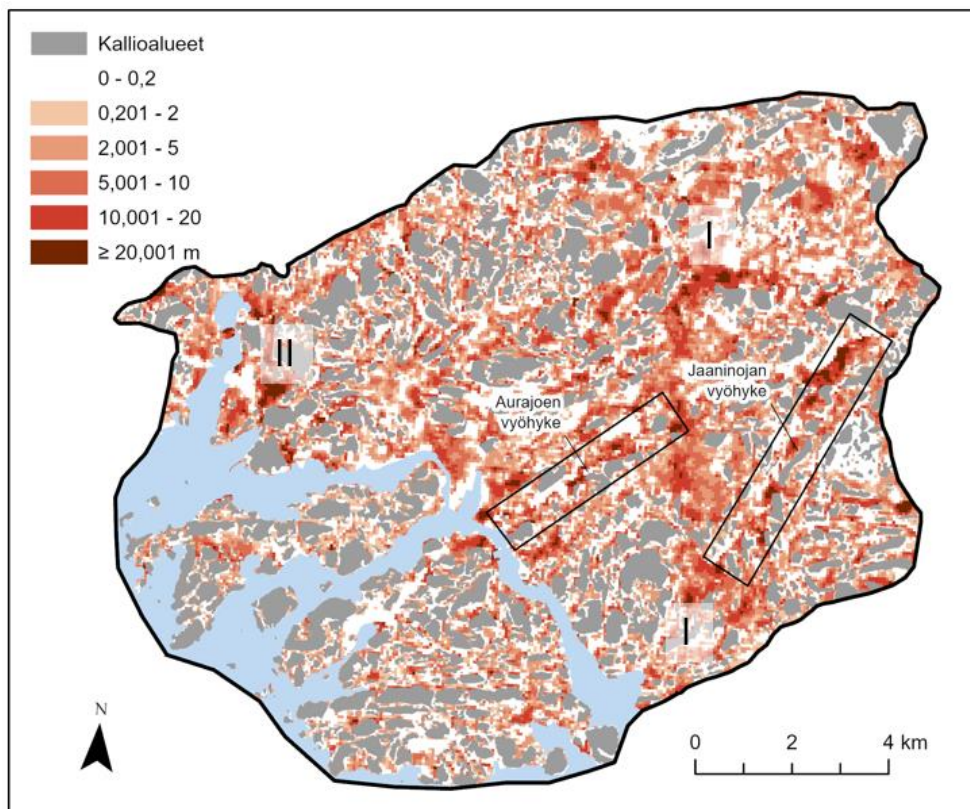 Kallioalueet
0 - 0,2
0,201 - 2
2,001 - 5
5,001 - 10
10,001 - 20
≥ 20,001 m
I
II
Jaaninojan
vyöhyke
Aurajoen
vyöhyke
I
N
0 2 4 km